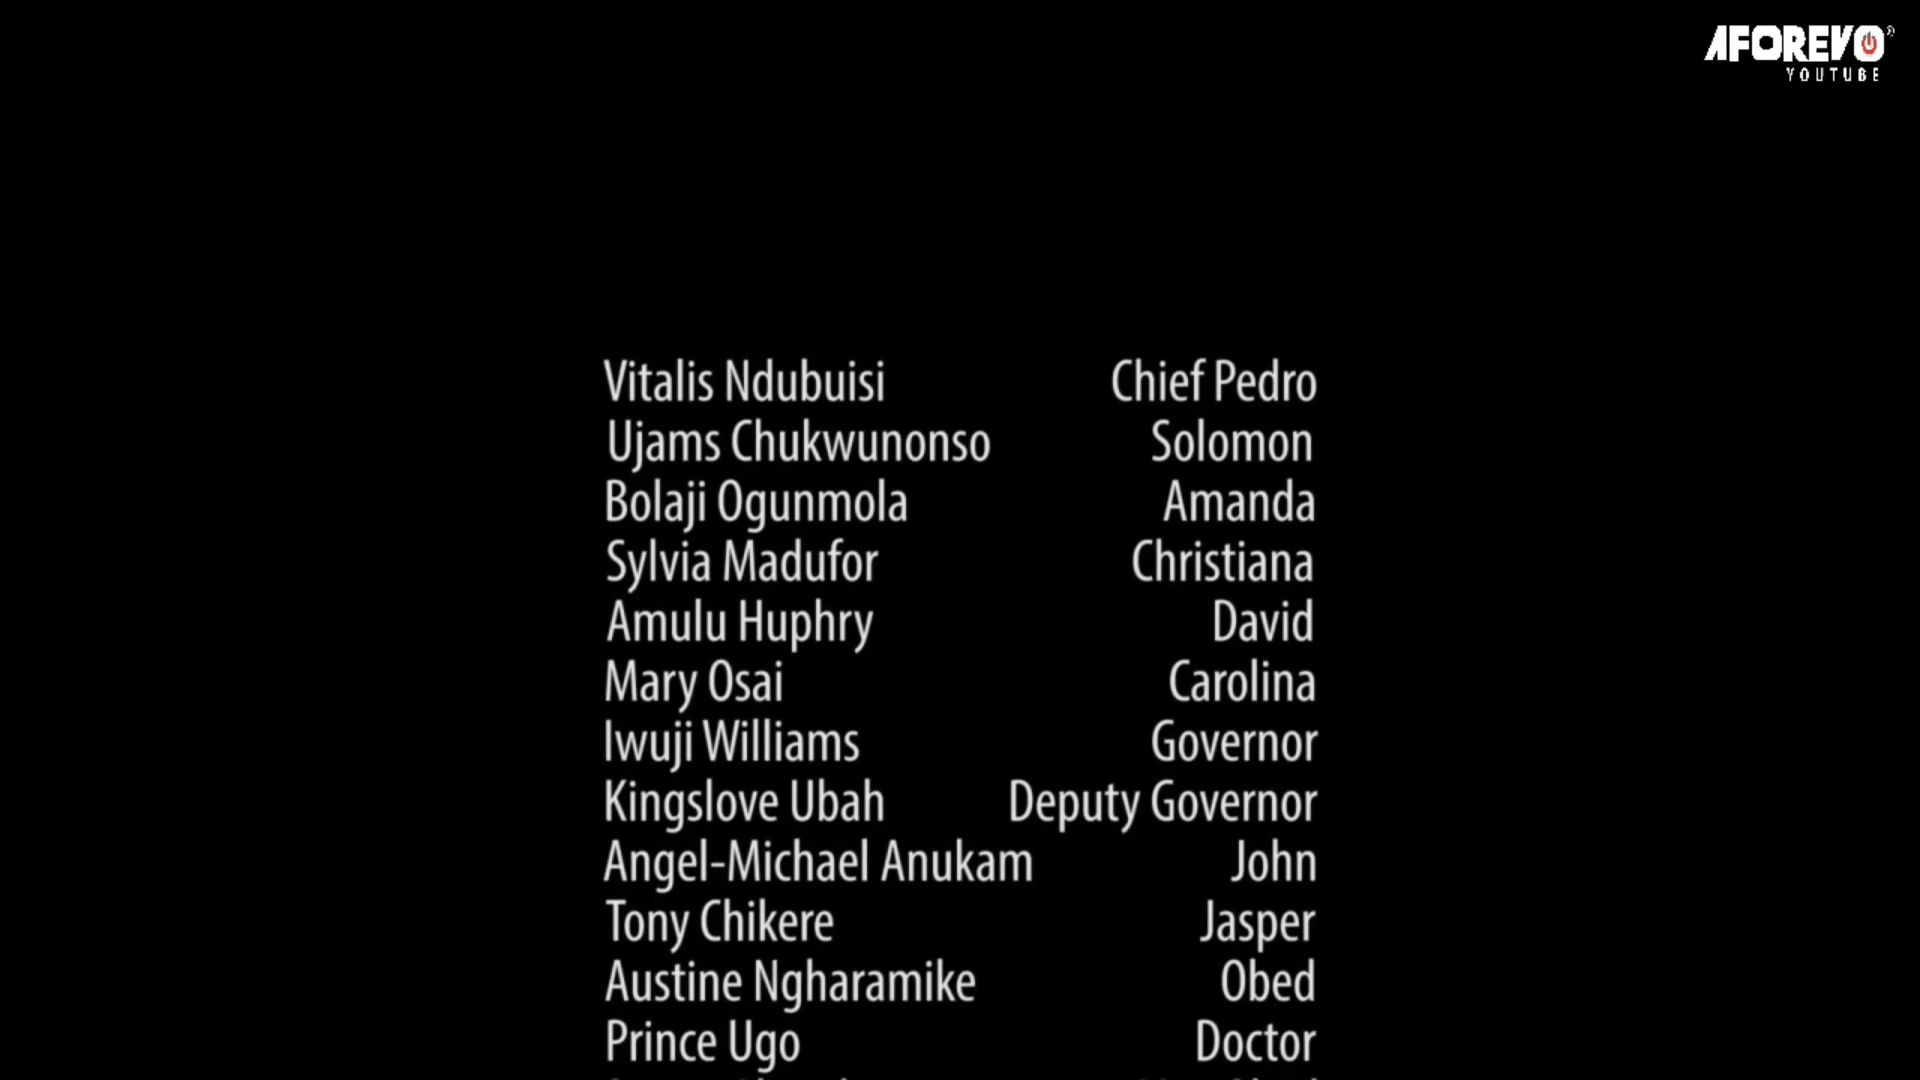 AFOREVO
YOUTUBE
Vitalis Ndubuisi Chief Pedro
Ujams Chukwunonso Solomon
Bolaji Ogunmola Amanda
Sylvia Madufor Christiana
Amulu Huphry David
Mary Osai Carolina
Iwuji Williams Governor
Kingslove Ubah Deputy Governor
Angel-Michael Anukam John
Tony Chikere Jasper
Austine Ngharamike Obed
Prince Ugo Doctor